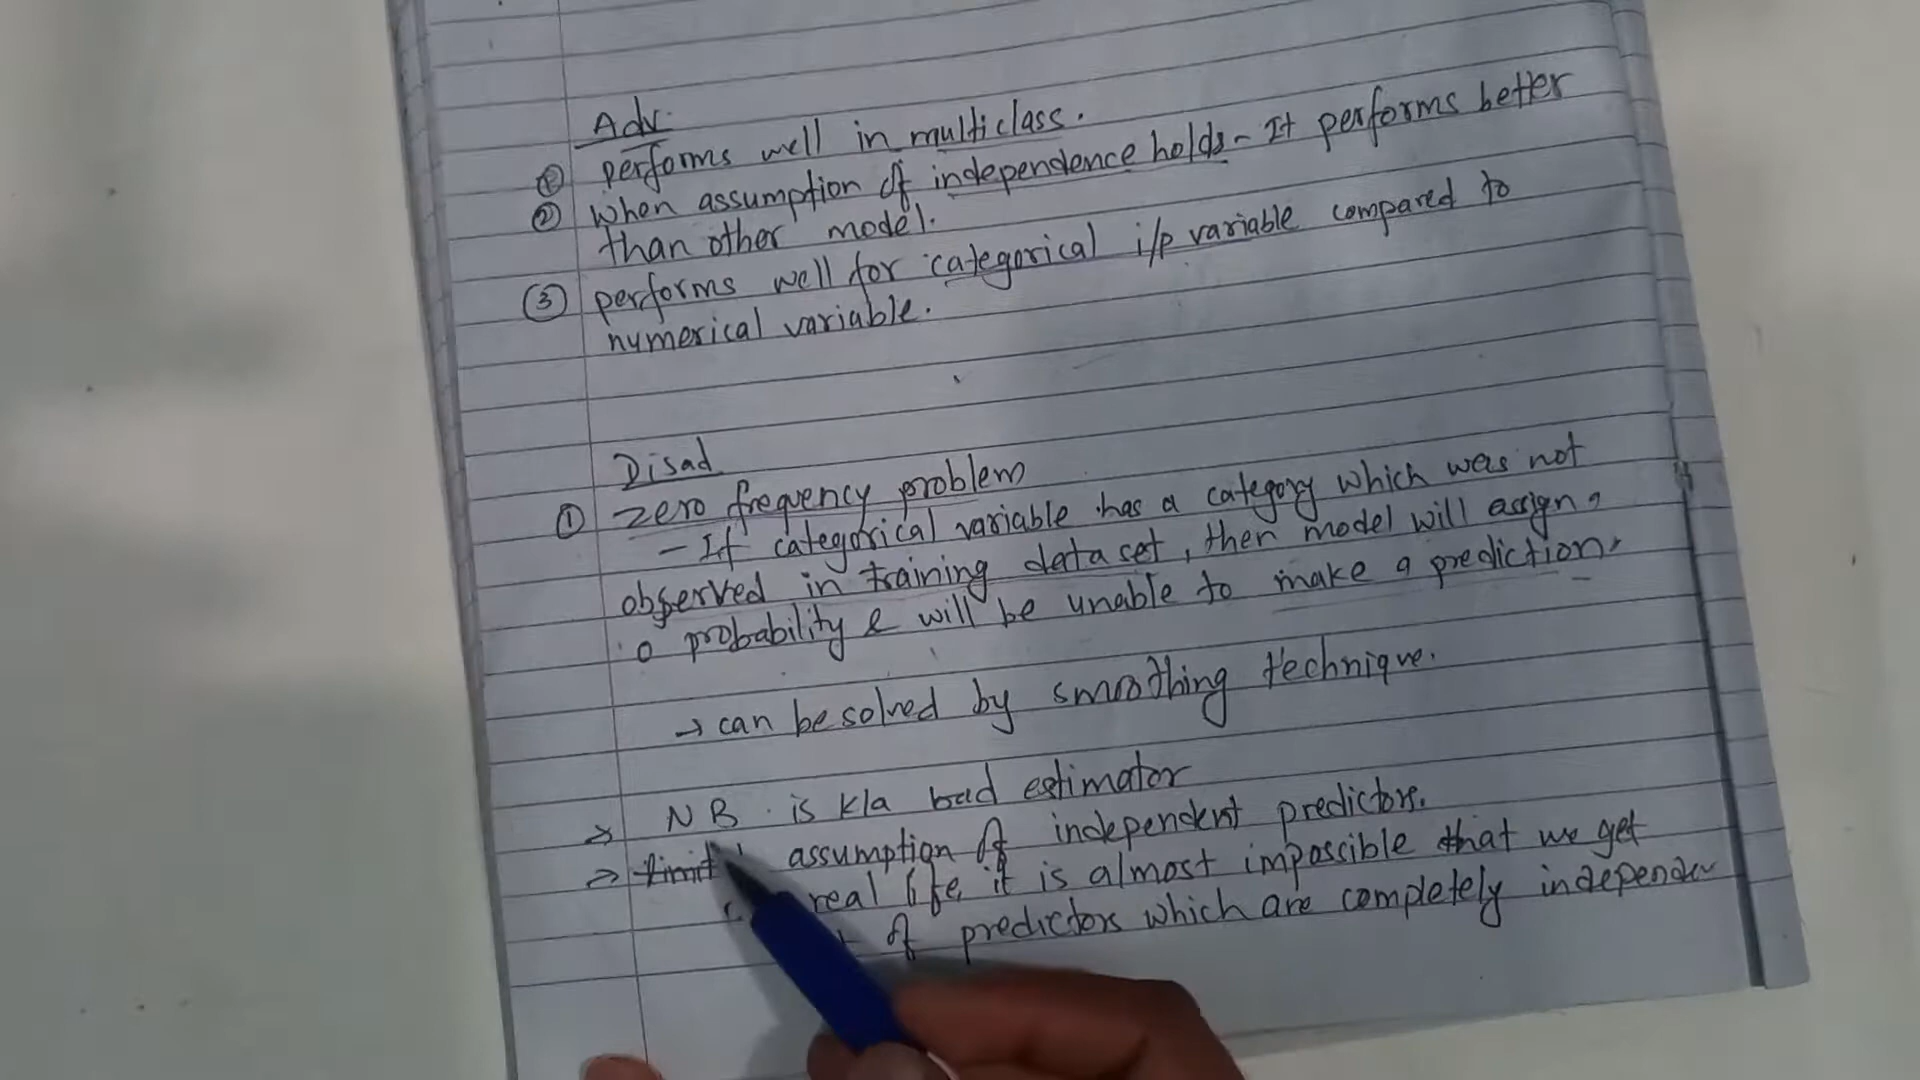 Adv.
① performs well in multiclass.
② when assumption of independence holds - It performs better
than other model.
③ performs well for categorical i/p variable compared to
numerical variable.
Disad
① zero frequency problem
- If categorical variable has a category which was not
observed in training data set, then model will assign
0 probability & will be unable to make a prediction.
→ can be solved by smoothing technique.
→ N B. is k/a bad estimator
→ assumption of independent predictors.
real life, it is almost impossible that we get
of predictors which are completely independen